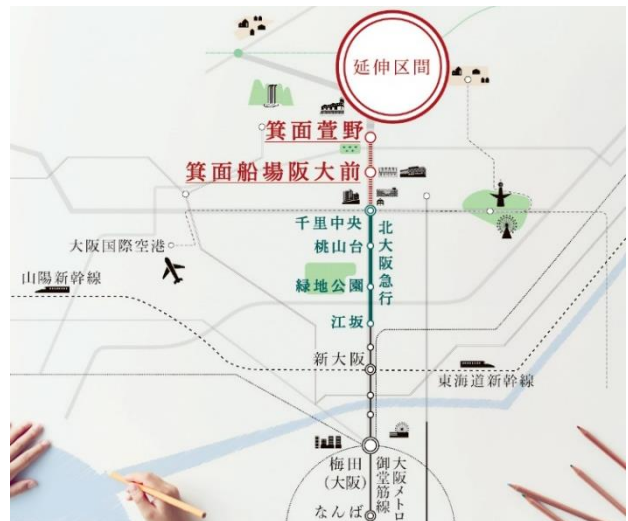 延伸区間
箕面萱野
箕面船場阪大前
千里中央
北大阪急行
桃山台
大阪国際空港
緑地公園
山陽新幹線
江坂
新大阪
東海道新幹線
梅田
(大阪)
大阪メトロ
御堂筋線
なんば